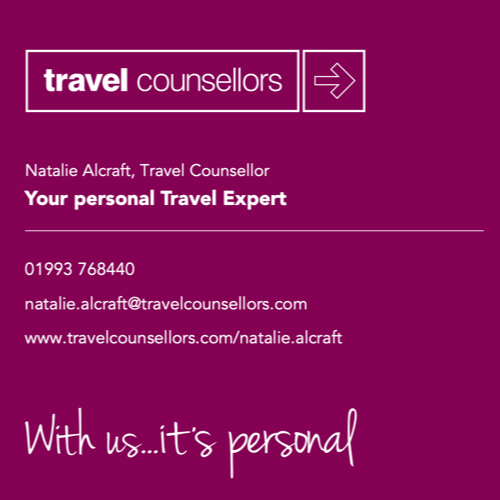 travel counsellors
Natalie Alcraft, Travel Counsellor
Your personal Travel Expert
01993 768440
natalie.alcraft@travelcounsellors.com
www.travelcounsellors.com/natalie.alcraft
With us...it's personal